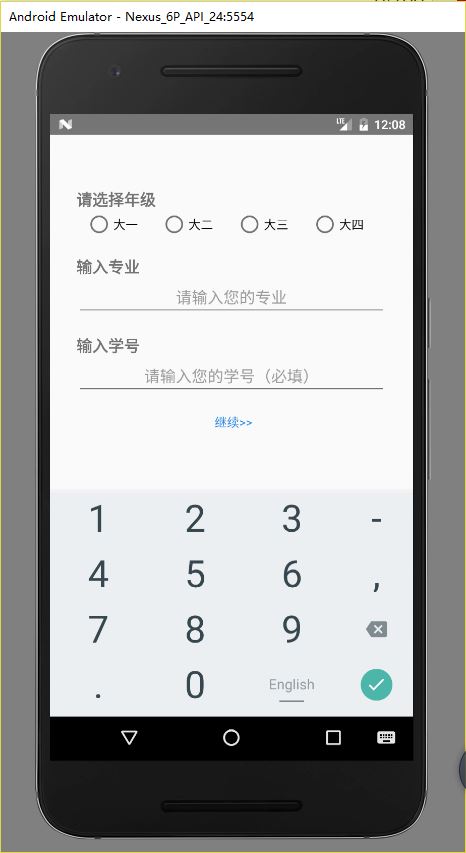 Android Emulator - Nexus_6P_API_24:5554
LTE 12:08
请选择年级
大一 大二 大三 大四
输入专业
请输入您的专业
输入学号
请输入您的学号（必填）
继续>>
1 2 3 -
4 5 6 ,
7 8 9
. 0 English